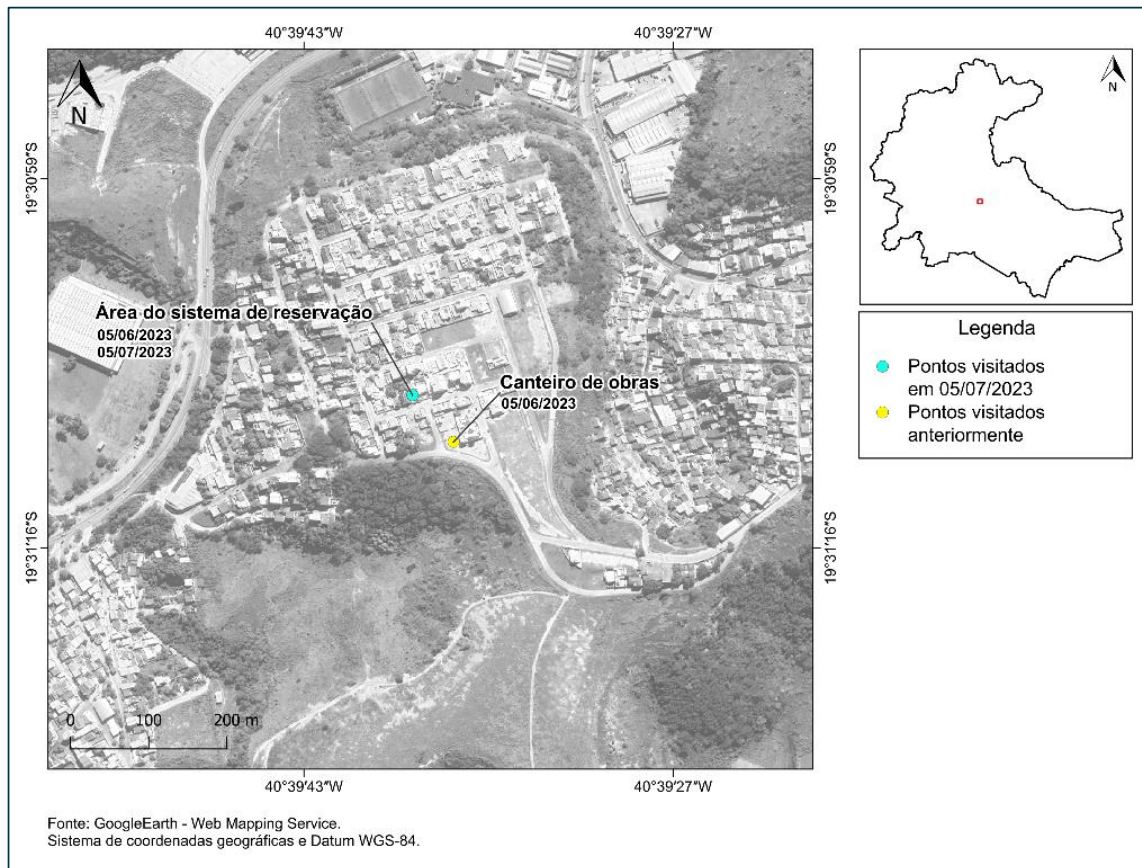 40°39'43"W
40°39'27"W
N
N
19°30'59"S
19°30'59"S
Área do sistema de reservação
05/06/2023
05/07/2023
Canteiro de obras
05/06/2023
Legenda
Pontos visitados
em 05/07/2023
Pontos visitados
anteriormente
19°31'16"S
19°31'16"S
0 100 200 m
40°39'43"W
40°39'27"W
Fonte: GoogleEarth - Web Mapping Service.
Sistema de coordenadas geográficas e Datum WGS-84.